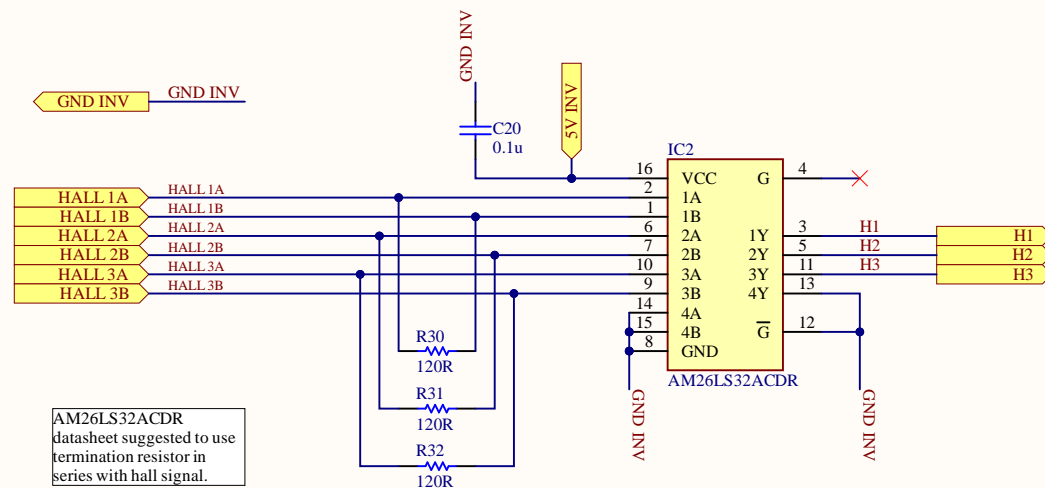 GND INV
GND INV
GND INV
C20
0.1u
5V INV
IC2
HALL 1A
HALL 1B
HALL 2A
HALL 2B
HALL 3A
HALL 3B
HALL 1A
HALL 1B
HALL 2A
HALL 2B
HALL 3A
HALL 3B
16
2
1
6
7
10
9
14
15
8
VCC
1A
1B
2A
2B
3A
3B
4A
4B
GND
G
1Y
2Y
3Y
4Y
G
4
3
5
11
13
12
H1
H2
H3
H1
H2
H3
AM26LS32ACDR
GND INV
GND INV
R30
120R
R31
120R
R32
120R
AM26LS32ACDR
datasheet suggested to use
termination resistor in
series with hall signal.